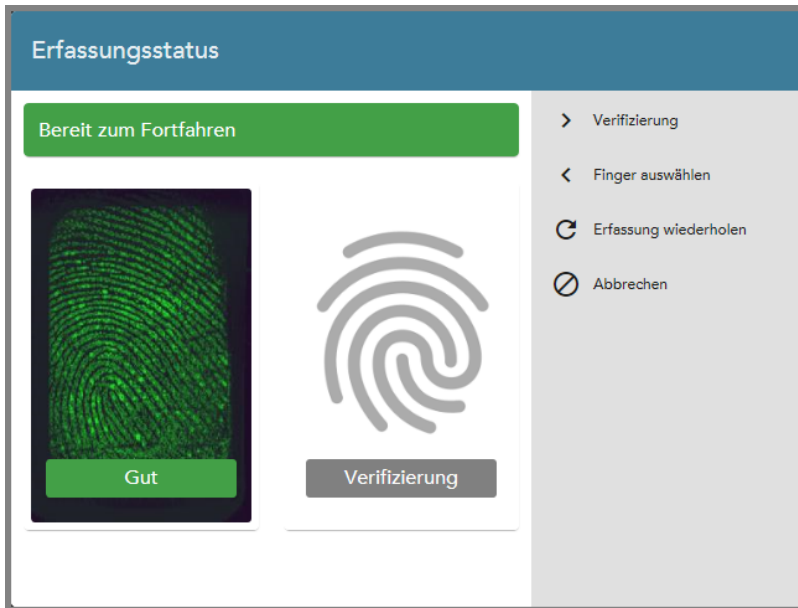 Erfassungsstatus
Bereit zum Fortfahren
Gut
Verifizierung
Verifizierung
Finger auswählen
Erfassung wiederholen
Abbrechen